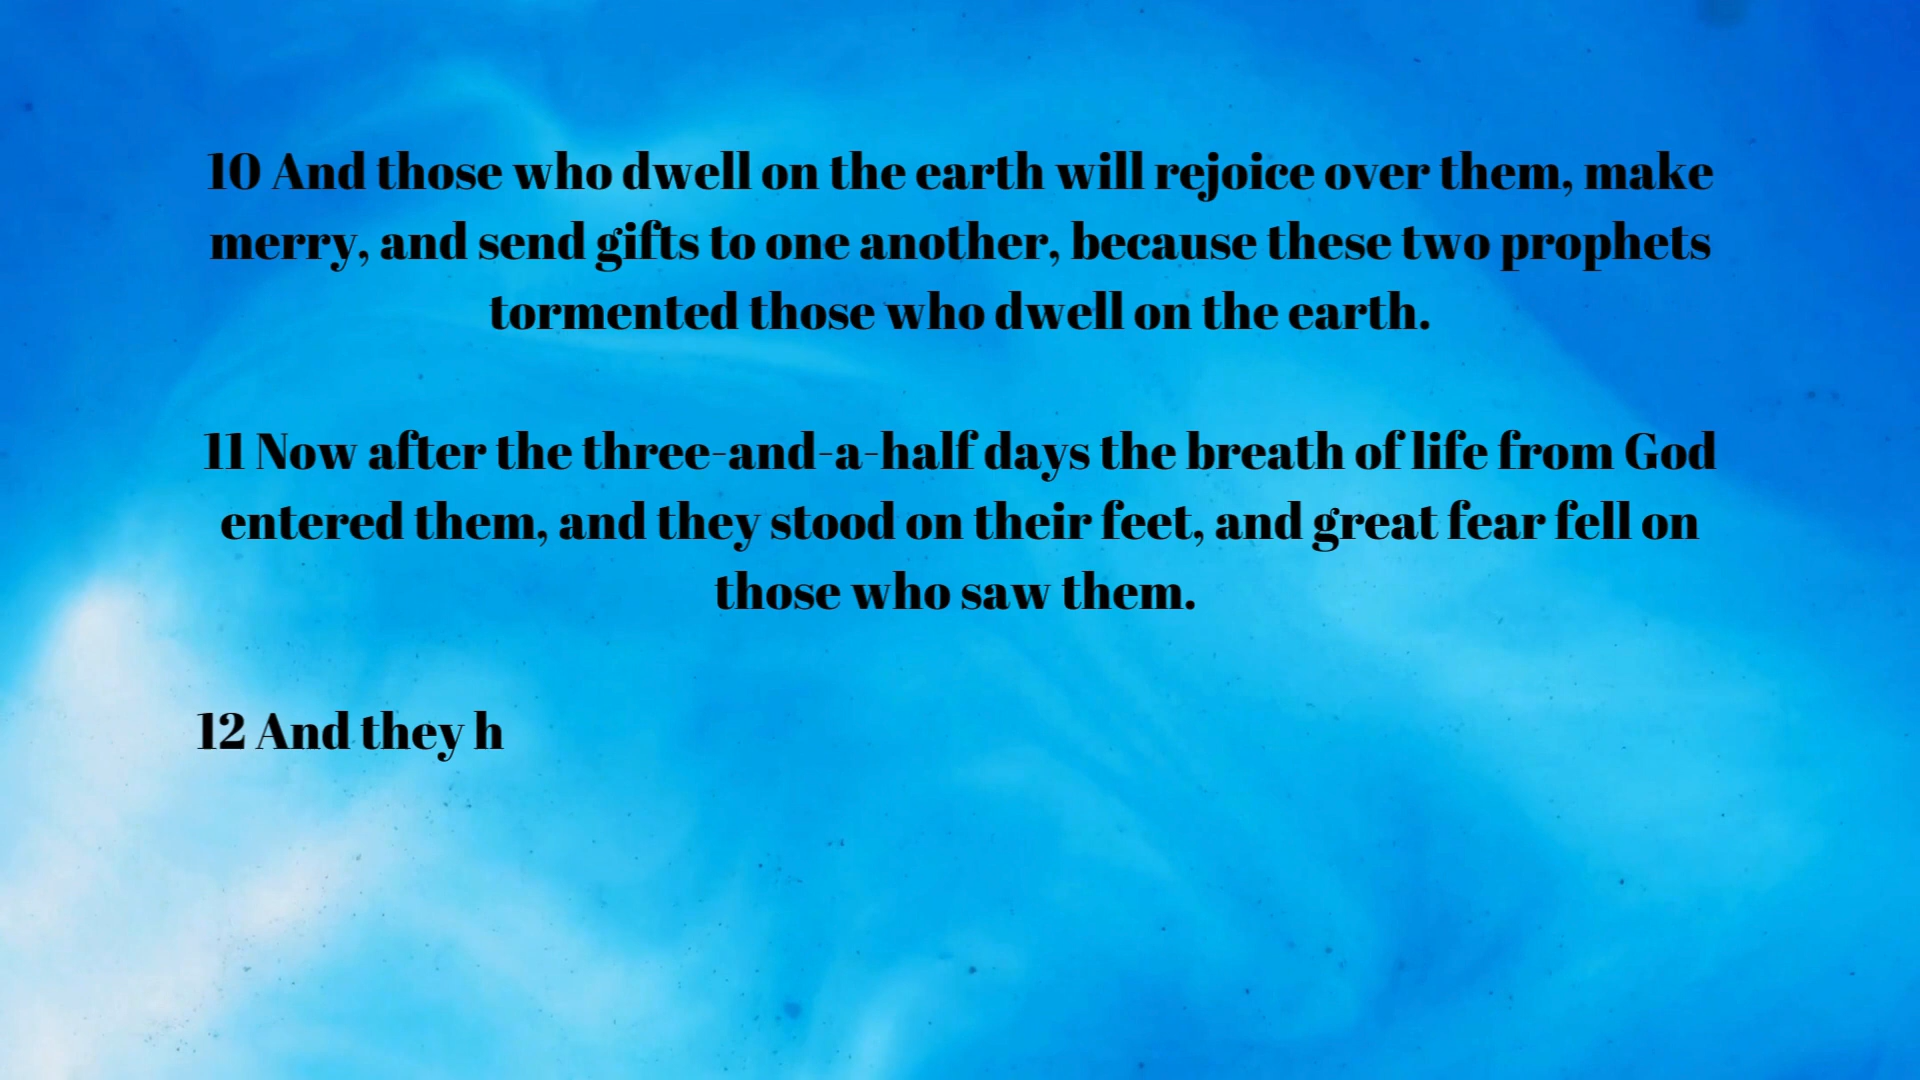 10 And those who dwell on the earth will rejoice over them, make
merry, and send gifts to one another, because these two prophets
tormented those who dwell on the earth.
11 Now after the three-and-a-half days the breath of life from God
entered them, and they stood on their feet, and great fear fell on
those who saw them.
12 And they h